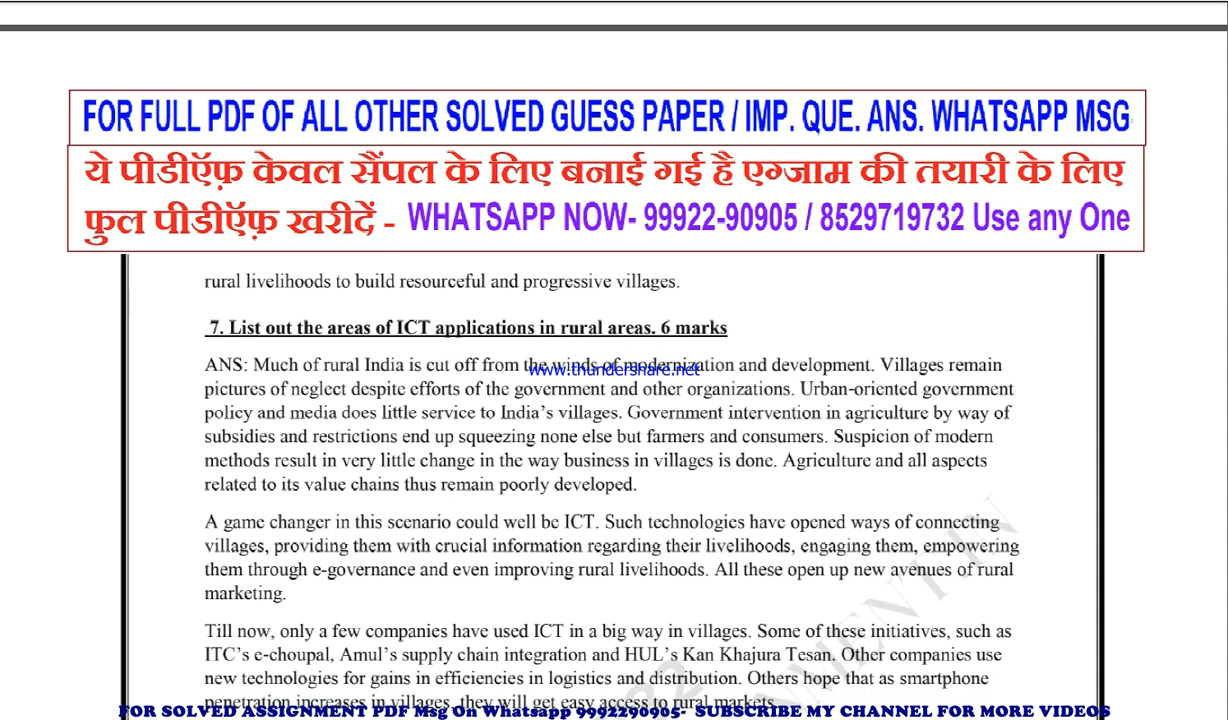 FOR FULL PDF OF ALL OTHER SOLVED GUESS PAPER / IMP. QUE. ANS. WHATSAPP MSG
ये पीडीऍफ़ केवल सैंपल के लिए बनाई गई है एग्जाम की तयारी के लिए
फुल पीडीऍफ़ खरीदें - WHATSAPP NOW- 99922-90905 / 8529719732 Use any One
rural livelihoods to build resourceful and progressive villages.
7. List out the areas of ICT applications in rural areas. 6 marks
ANS: Much of rural India is cut off from the winds of modernization and development. Villages remain
www.thundershare.net
pictures of neglect despite efforts of the government and other organizations. Urban-oriented government
policy and media does little service to India's villages. Government intervention in agriculture by way of
subsidies and restrictions end up squeezing none else but farmers and consumers. Suspicion of modern
methods result in very little change in the way business in villages is done. Agriculture and all aspects
related to its value chains thus remain poorly developed.
A game changer in this scenario could well be ICT. Such technologies have opened ways of connecting
villages, providing them with crucial information regarding their livelihoods, engaging them, empowering
them through e-governance and even improving rural livelihoods. All these open up new avenues of rural
marketing.
Till now, only a few companies have used ICT in a big way in villages. Some of these initiatives, such as
ITC's e-choupal, Amul's supply chain integration and HUL's Kan Khajura Tesan. Other companies use
new technologies for gains in efficiencies in logistics and distribution. Others hope that as smartphone
penetration increases in villages, they will get easy access to rural markets.
FOR SOLVED ASSIGNMENT PDF Msg On Whatsapp 9992290905- SUBSCRIBE MY CHANNEL FOR MORE VIDEOS